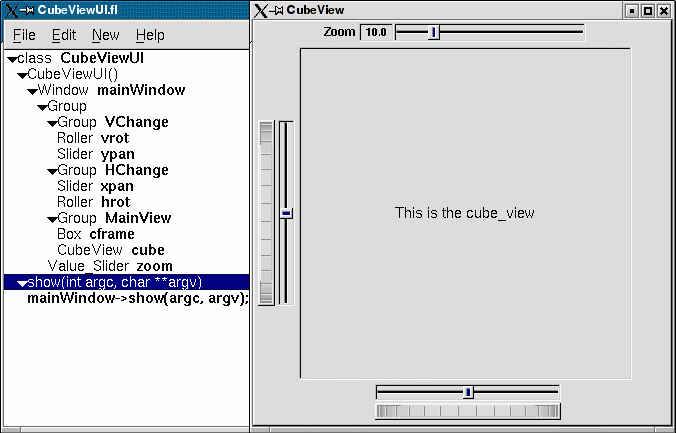 CubeViewUI.fl
File Edit New Help
class CubeViewUI
CubeViewUI()
Window mainWindow
Group
Group VChange
Roller vrot
Slider ypan
Group HChange
Slider xpan
Roller hrot
Group MainView
Box cframe
CubeView cube
Value_Slider zoom
show(int argc, char **argv)
mainWindow->show(argc, argv);
CubeView
Zoom 10.0
This is the cube_view